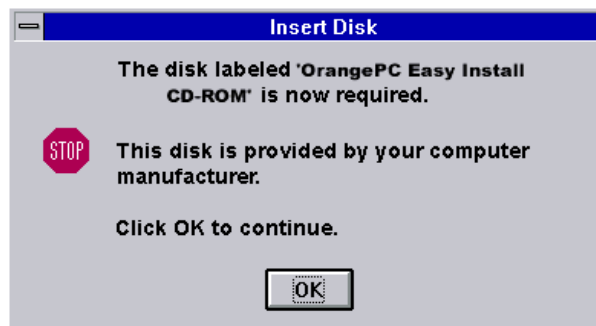 Insert Disk
The disk labeled 'OrangePC Easy Install
CD-ROM' is now required.
STOP
This disk is provided by your computer
manufacturer.
Click OK to continue.
OK